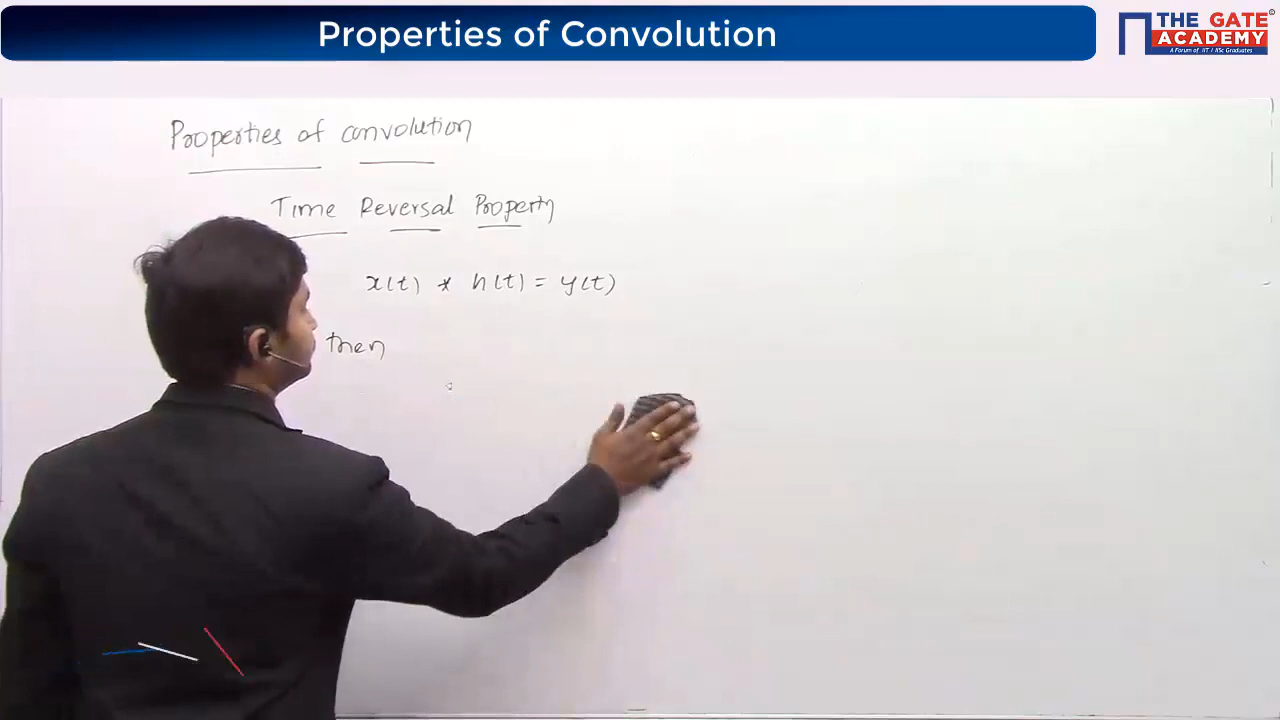 Properties of Convolution
THE GATE ACADEMY
A Forum of IIT / IISc Graduates
Properties of convolution
Time Reversal Property
x(t) * h(t) = y(t)
then